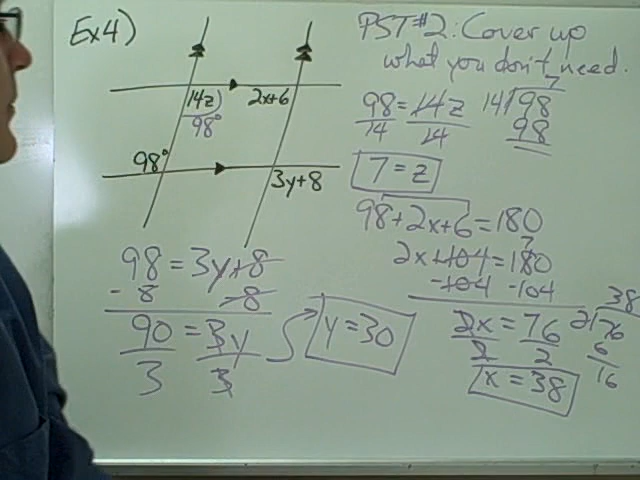 Ex4)
PST#2: Cover up
what you don't need.
14z)
98°
2x+6
98°
3y+8
98 = 14z
14 14
7
14)98
98
7 = z
98+2x+6=180
2x+104=180
-104 -104
2x = 76
2 2
x = 38
38
2)76
6
16
98 = 3y+8
-8 -8
90 = 3y
3 3
y = 30